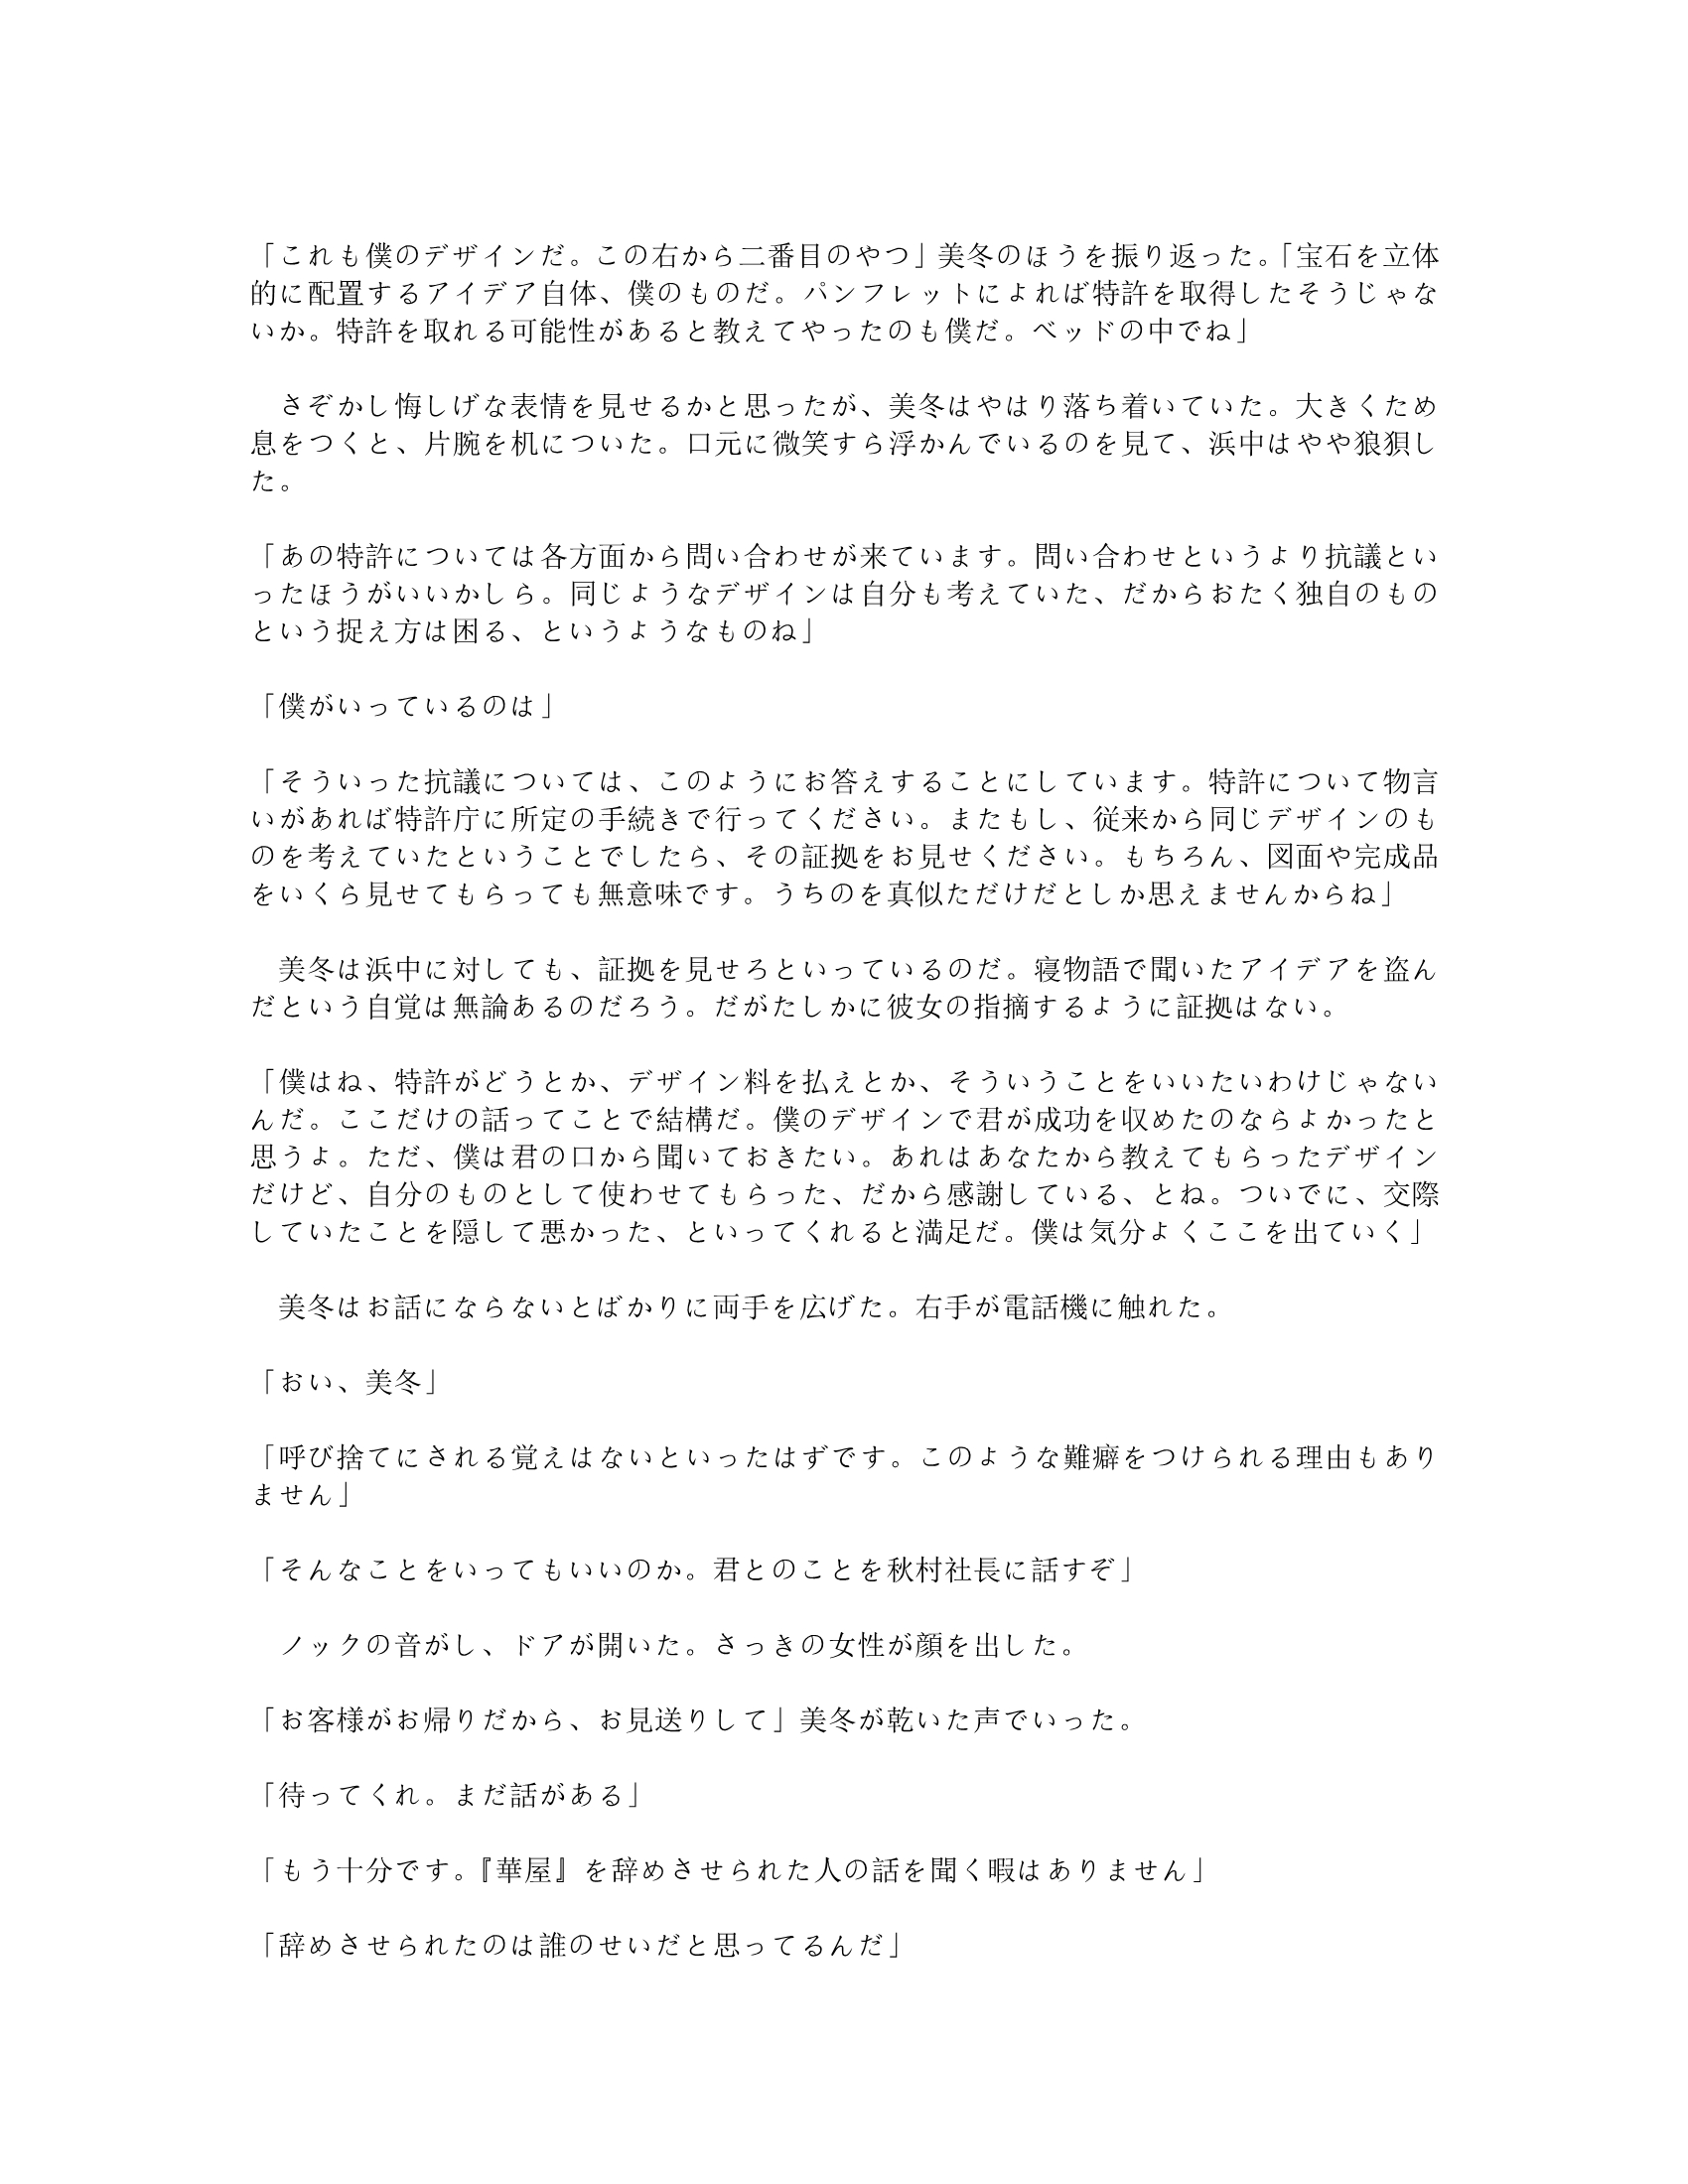 「これも僕のデザインだ。この右から二番目のやつ」美冬のほうを振り返った。「宝石を立体
的に配置するアイデア自体、僕のものだ。パンフレットによれば特許を取得したそうじゃな
いか。特許を取れる可能性があると教えてやったのも僕だ。ベッドの中でね」
　さぞかし悔しげな表情を見せるかと思ったが、美冬はやはり落ち着いていた。大きくため
息をつくと、片腕を机についた。口元に微笑すら浮かんでいるのを見て、浜中はやや狼狽し
た。
「あの特許については各方面から問い合わせが来ています。問い合わせというより抗議とい
ったほうがいいかしら。同じようなデザインは自分も考えていた、だからおたく独自のもの
という捉え方は困る、というようなものね」
「僕がいっているのは」
「そういった抗議については、このようにお答えすることにしています。特許について物言
いがあれば特許庁に所定の手続きで行ってください。またもし、従来から同じデザインのも
のを考えていたということでしたら、その証拠をお見せください。もちろん、図面や完成品
をいくら見せてもらっても無意味です。うちのを真似ただけだとしか思えませんからね」
　美冬は浜中に対しても、証拠を見せろといっているのだ。寝物語で聞いたアイデアを盗ん
だという自覚は無論あるのだろう。だがたしかに彼女の指摘するように証拠はない。
「僕はね、特許がどうとか、デザイン料を払えとか、そういうことをいいたいわけじゃない
んだ。ここだけの話ってことで結構だ。僕のデザインで君が成功を収めたのならよかったと
思うよ。ただ、僕は君の口から聞いておきたい。あれはあなたから教えてもらったデザイン
だけど、自分のものとして使わせてもらった、だから感謝している、とね。ついでに、交際
していたことを隠して悪かった、といってくれると満足だ。僕は気分よくここを出ていく」
　美冬はお話にならないとばかりに両手を広げた。右手が電話機に触れた。
「おい、美冬」
「呼び捨てにされる覚えはないといったはずです。このような難癖をつけられる理由もあり
ません」
「そんなことをいってもいいのか。君とのことを秋村社長に話すぞ」
　ノックの音がし、ドアが開いた。さっきの女性が顔を出した。
「お客様がお帰りだから、お見送りして」美冬が乾いた声でいった。
「待ってくれ。まだ話がある」
「もう十分です。『華屋』を辞めさせられた人の話を聞く暇はありません」
「辞めさせられたのは誰のせいだと思ってるんだ」